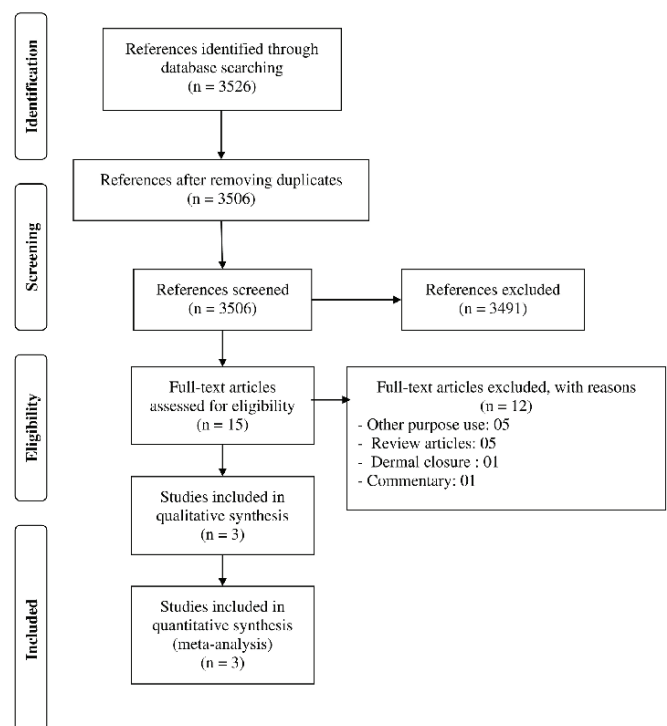 Identification
References identified through
database searching
(n = 3526)
References after removing duplicates
(n = 3506)
Screening
References screened
(n = 3506)
References excluded
(n = 3491)
Eligibility
Full-text articles
assessed for eligibility
(n = 15)
Full-text articles excluded, with reasons
(n = 12)
- Other purpose use: 05
- Review articles: 05
- Dermal closure : 01
- Commentary: 01
Studies included in
qualitative synthesis
(n = 3)
Included
Studies included in
quantitative synthesis
(meta-analysis)
(n = 3)